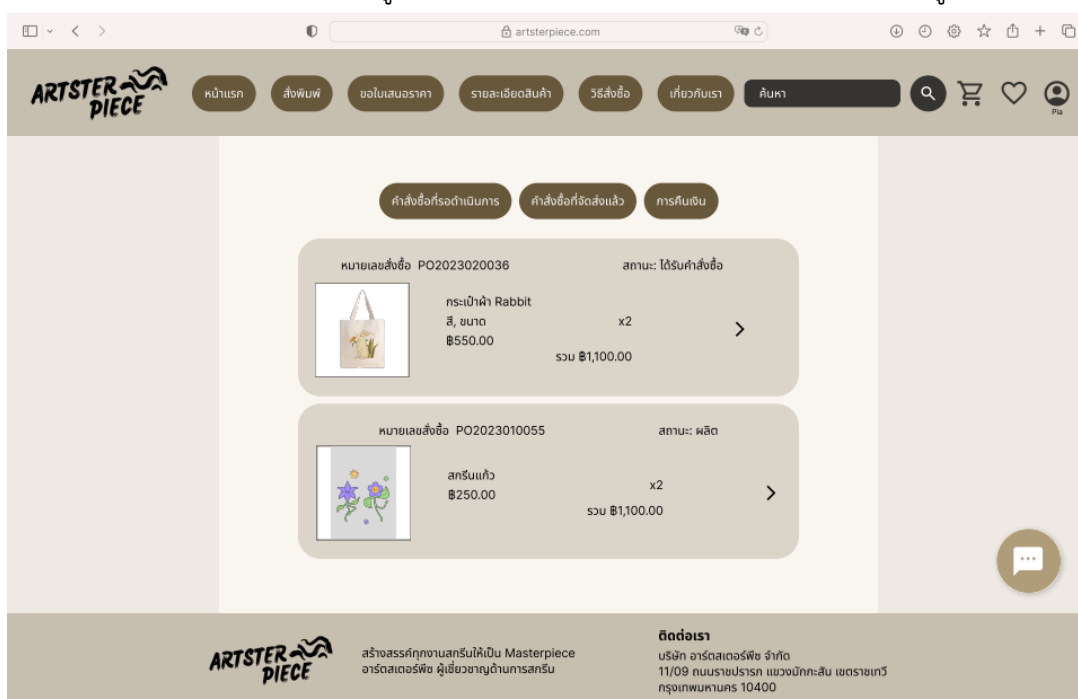 artsterpiece.com
ARTSTER
PIECE
หน้าแรก
สั่งพิมพ์
ขอใบเสนอราคา
รายละเอียดสินค้า
วิธีสั่งซื้อ
เกี่ยวกับเรา
ค้นหา
Pia
คำสั่งซื้อที่รอดำเนินการ
คำสั่งซื้อที่จัดส่งแล้ว
การคืนเงิน
หมายเลขสั่งซื้อ PO2023020036
สถานะ: ได้รับคำสั่งซื้อ
กระเป๋าผ้า Rabbit
สี, ขนาด
x2
฿550.00
รวม ฿1,100.00
หมายเลขสั่งซื้อ PO2023010055
สถานะ: ผลิต
สกรีนแก้ว
x2
฿250.00
รวม ฿1,100.00
ARTSTER
PIECE
สร้างสรรค์ทุกงานสกรีนให้เป็น Masterpiece
อาร์ตสเตอร์พีซ ผู้เชี่ยวชาญด้านการสกรีน
ติดต่อเรา
บริษัท อาร์ตสเตอร์พีซ จำกัด
11/09 ถนนราชปรารภ แขวงมักกะสัน เขตราชเทวี
กรุงเทพมหานคร 10400